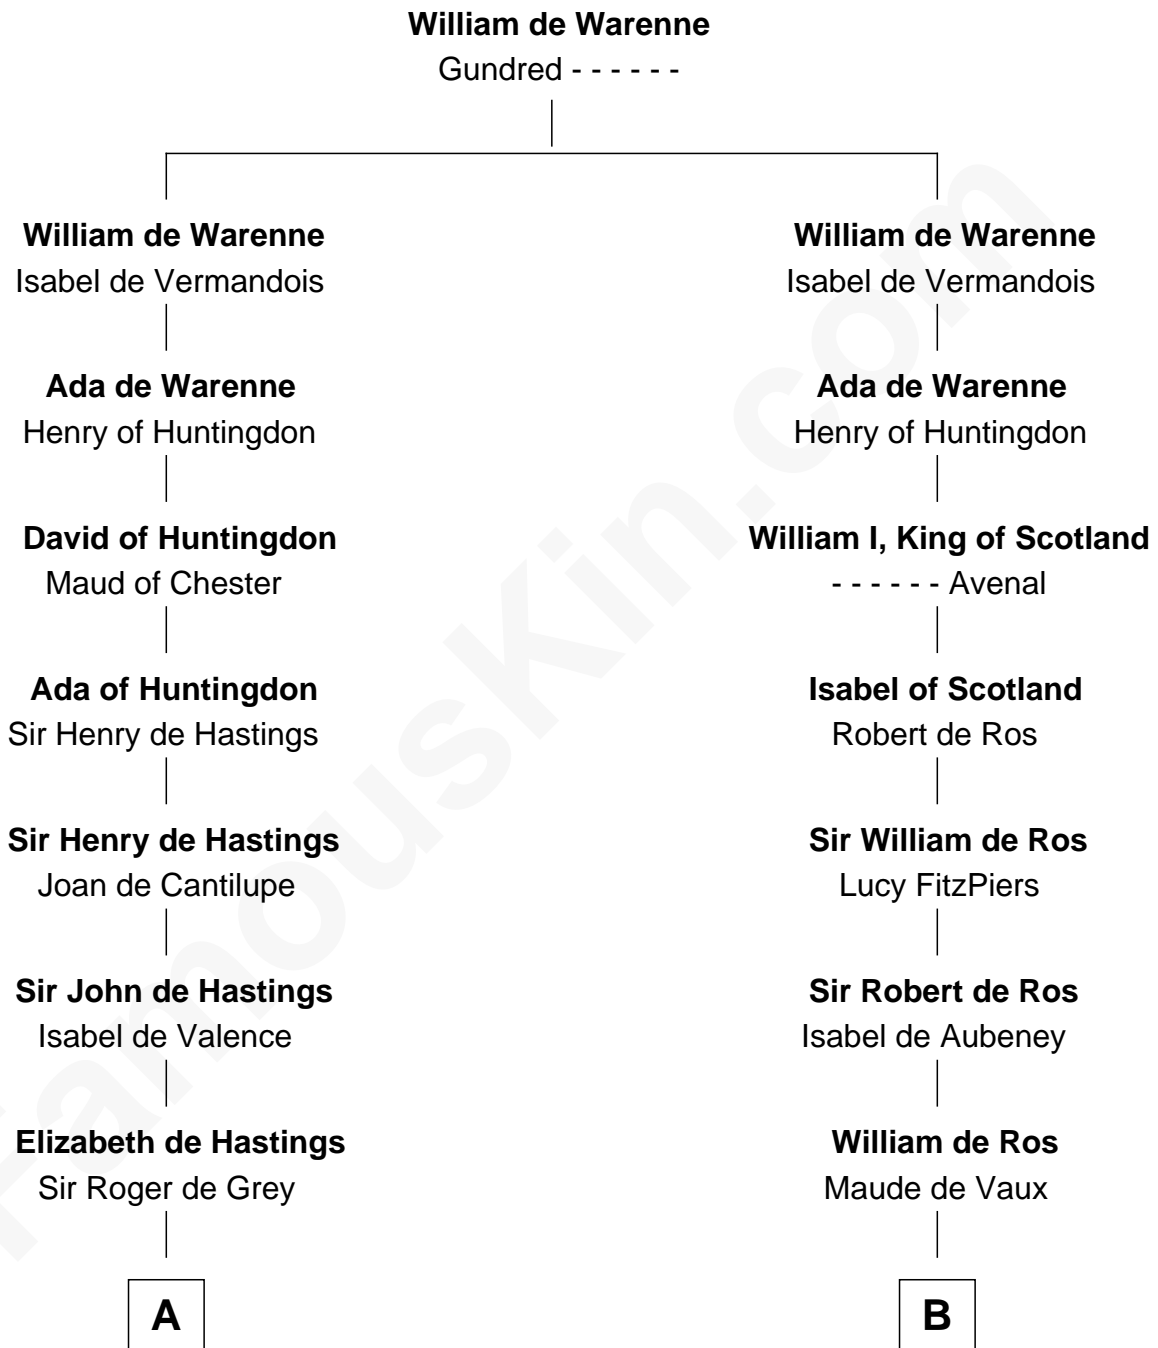 William de Warenne
Gundred - - - - - -
William de Warenne
Isabel de Vermandois
William de Warenne
Isabel de Vermandois
Ada de Warenne
Henry of Huntingdon
Ada de Warenne
Henry of Huntingdon
David of Huntingdon
Maud of Chester
William I, King of Scotland
- - - - - - Avenal
Ada of Huntingdon
Sir Henry de Hastings
Isabel of Scotland
Robert de Ros
Sir Henry de Hastings
Joan de Cantilupe
Sir William de Ros
Lucy FitzPiers
Sir John de Hastings
Isabel de Valence
Sir Robert de Ros
Isabel de Aubeney
Elizabeth de Hastings
Sir Roger de Grey
William de Ros
Maude de Vaux
A
B
FamousKin.com